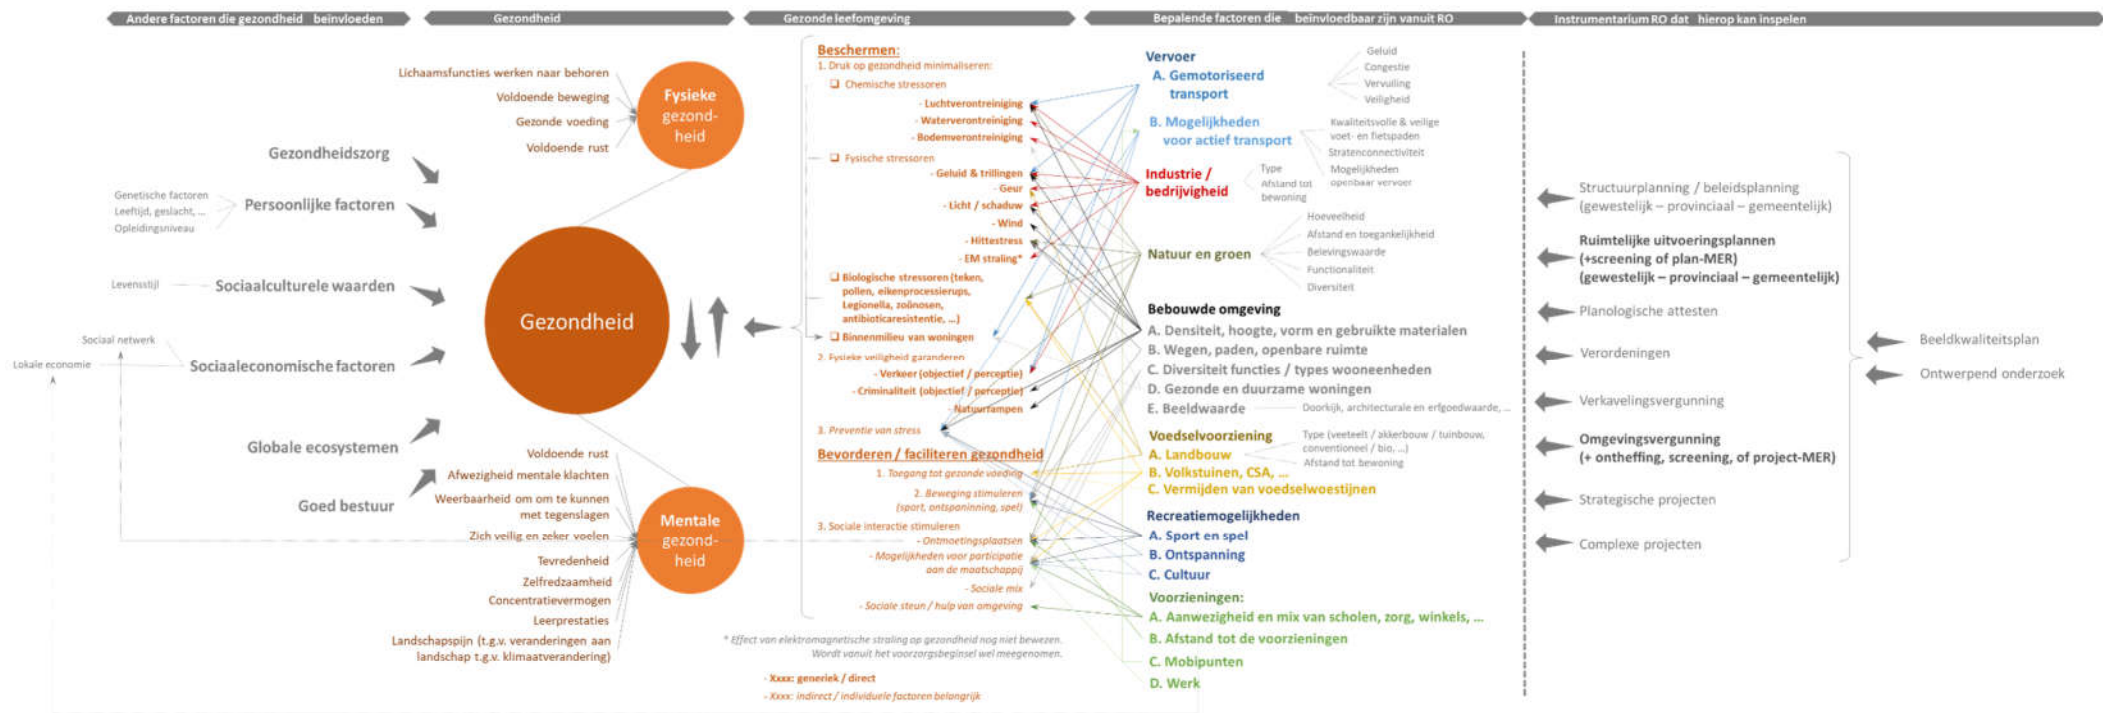 Andere factoren die gezondheid beïnvloeden
Gezondheid
Gezonde leefomgeving
Bepalende factoren die beïnvloedbaar zijn vanuit RO
Instrumentarium RO dat hierop kan inspelen
Gezondheidszorg
Genetische factoren
Leeftijd, geslacht, ...
Opleidingsniveau
Persoonlijke factoren
Levensstijl
Sociaalculturele waarden
Sociaal netwerk
Lokale economie
Sociaaleconomische factoren
Globale ecosystemen
Goed bestuur
Lichaamsfuncties werken naar behoren
Voldoende beweging
Gezonde voeding
Voldoende rust
Fysieke
gezond-
heid
Gezondheid
Voldoende rust
Afwezigheid mentale klachten
Weerbaarheid om om te kunnen
met tegenslagen
Zich veilig en zeker voelen
Tevredenheid
Zelfredzaamheid
Concentratievermogen
Leerprestaties
Landschapspijn (t.g.v. veranderingen aan
landschap t.g.v. klimaatverandering)
Mentale
gezond-
heid
Beschermen:
1. Druk op gezondheid minimaliseren:
Chemische stressoren
- Luchtverontreiniging
- Waterverontreiniging
- Bodemverontreiniging
Fysische stressoren
- Geluid & trillingen
- Geur
- Licht / schaduw
- Wind
- Hittestress
- EM straling*
Biologische stressoren (teken,
pollen, eikenprocessierups,
Legionella, zoönosen,
antibioticaresistentie, ...)
Binnenmilieu van woningen
2. Fysieke veiligheid garanderen
- Verkeer (objectief / perceptie)
- Criminaliteit (objectief / perceptie)
- Natuurrampen
3. Preventie van stress
Bevorderen / faciliteren gezondheid
1. Toegang tot gezonde voeding
2. Beweging stimuleren
(sport, ontspaninning, spel)
3. Sociale interactie stimuleren
- Ontmoetingsplaatsen
- Mogelijkheden voor participatie
aan de maatschappij
- Sociale mix
- Sociale steun / hulp van omgeving
* Effect van elektromagnetische straling op gezondheid nog niet bewezen.
Wordt vanuit het voorzorgsbeginsel wel meegenomen.
- Xxxx: generiek / direct
- Xxxx: indirect / individuele factoren belangrijk
Vervoer
A. Gemotoriseerd
transport
Geluid
Congestie
Vervuiling
Veiligheid
B. Mogelijkheden
voor actief transport
Kwaliteitsvolle & veilige
voet- en fietspaden
Stratenconnectiviteit
Mogelijkheden
openbaar vervoer
Industrie /
bedrijvigheid
Type
Afstand tot
bewoning
Natuur en groen
Hoeveelheid
Afstand en toegankelijkheid
Belevingswaarde
Functionaliteit
Diversiteit
Bebouwde omgeving
A. Densiteit, hoogte, vorm en gebruikte materialen
B. Wegen, paden, openbare ruimte
C. Diversiteit functies / types wooneenheden
D. Gezonde en duurzame woningen
E. Beeldwaarde
Doorkijk, architecturale en erfgoedwaarde, ...
Voedselvoorziening
A. Landbouw
Type (veeteelt / akkerbouw / tuinbouw,
conventioneel / bio, ...)
Afstand tot bewoning
B. Volkstuinen, CSA, ...
C. Vermijden van voedselwoestijnen
Recreatiemogelijkheden
A. Sport en spel
B. Ontspanning
C. Cultuur
Voorzieningen:
A. Aanwezigheid en mix van scholen, zorg, winkels, ...
B. Afstand tot de voorzieningen
C. Mobipunten
D. Werk
Structuurplanning / beleidsplanning
(gewestelijk – provinciaal – gemeentelijk)
Ruimtelijke uitvoeringsplannen
(+screening of plan-MER)
(gewestelijk – provinciaal – gemeentelijk)
Planologische attesten
Verordeningen
Verkavelingsvergunning
Omgevingsvergunning
(+ ontheffing, screening, of project-MER)
Strategische projecten
Complexe projecten
Beeldkwaliteitsplan
Ontwerpend onderzoek